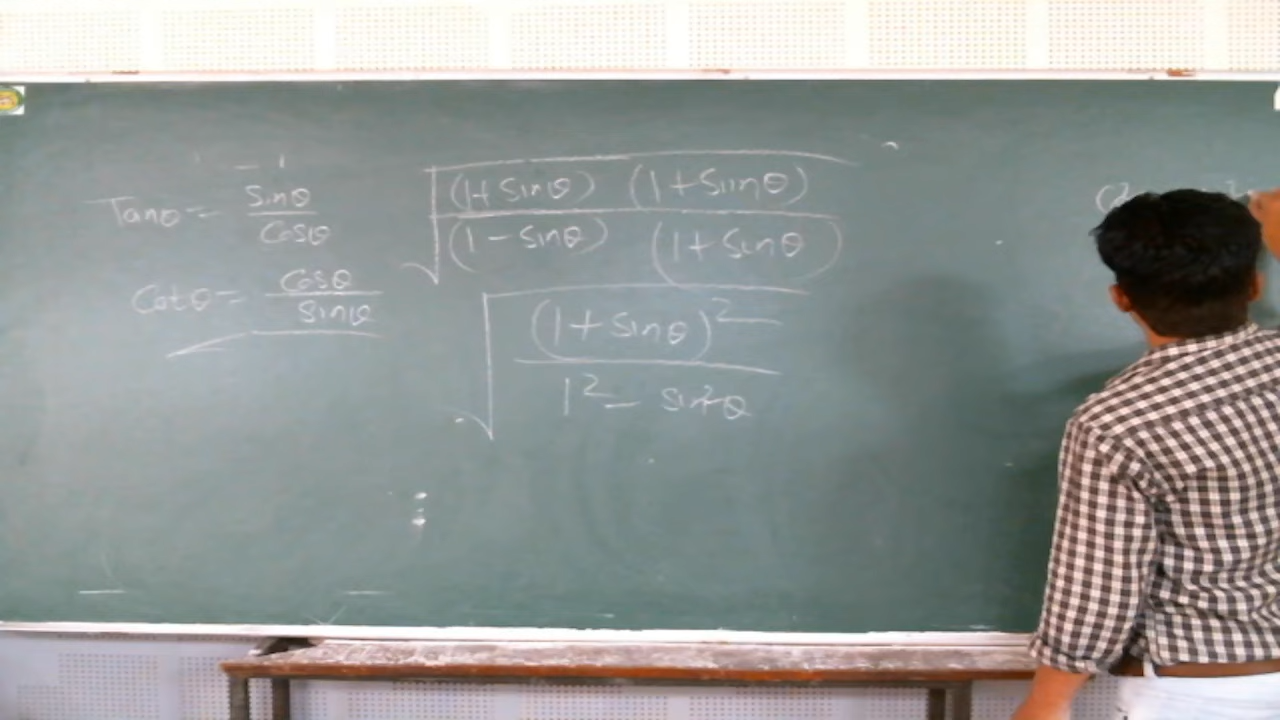 Tanθ = sinθ / cosθ
Cotθ = cosθ / sinθ
√((1+sinθ) (1+sinθ) / (1-sinθ) (1+sinθ))
√((1+sinθ)² / 1² - sin²θ)